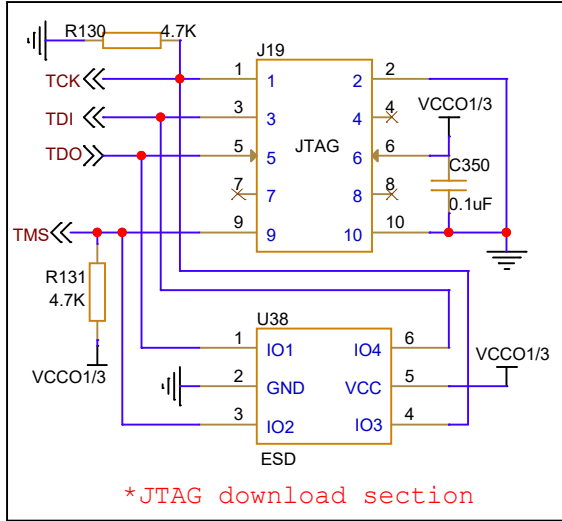 R130 4.7K
J19
TCK 1 1 2 2
VCCO1/3
TDI 3 3 4 4
TDO 5 5 JTAG 6 6
C350
0.1uF
7 7 8 8
TMS 9 9 10 10
R131
4.7K
VCCO1/3
U38
1 IO1 IO4 6
VCCO1/3
2 GND VCC 5
3 IO2 IO3 4
ESD
*JTAG download section